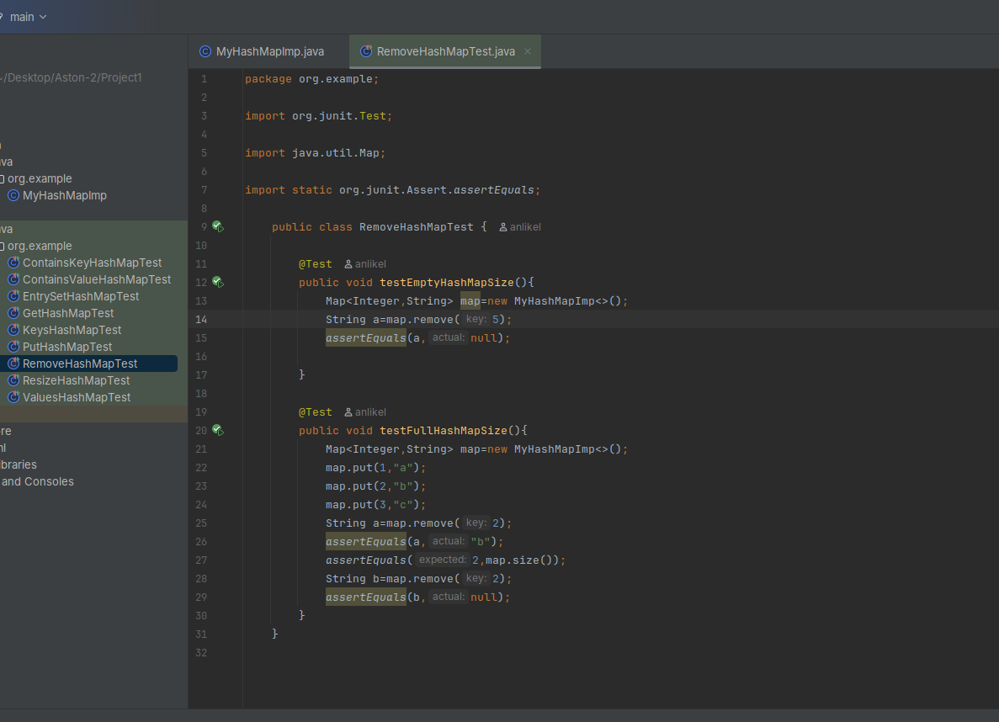 main
~/Desktop/Aston-2/Project1
org.example
MyHashMapImp
org.example
ContainsKeyHashMapTest
ContainsValueHashMapTest
EntrySetHashMapTest
GetHashMapTest
KeysHashMapTest
PutHashMapTest
RemoveHashMapTest
ResizeHashMapTest
ValuesHashMapTest
and Consoles
MyHashMapImp.java RemoveHashMapTest.java
1 package org.example;
2
3 import org.junit.Test;
4
5 import java.util.Map;
6
7 import static org.junit.Assert.assertEquals;
8
9 public class RemoveHashMapTest { anlikel
10
11 @Test anlikel
12 public void testEmptyHashMapSize(){
13 Map<Integer,String> map=new MyHashMapImp<>();
14 String a=map.remove( key: 5);
15 assertEquals(a, actual: null);
16
17 }
18
19 @Test anlikel
20 public void testFullHashMapSize(){
21 Map<Integer,String> map=new MyHashMapImp<>();
22 map.put(1,"a");
23 map.put(2,"b");
24 map.put(3,"c");
25 String a=map.remove( key: 2);
26 assertEquals(a, actual: "b");
27 assertEquals( expected: 2,map.size());
28 String b=map.remove( key: 2);
29 assertEquals(b, actual: null);
30 }
31 }
32